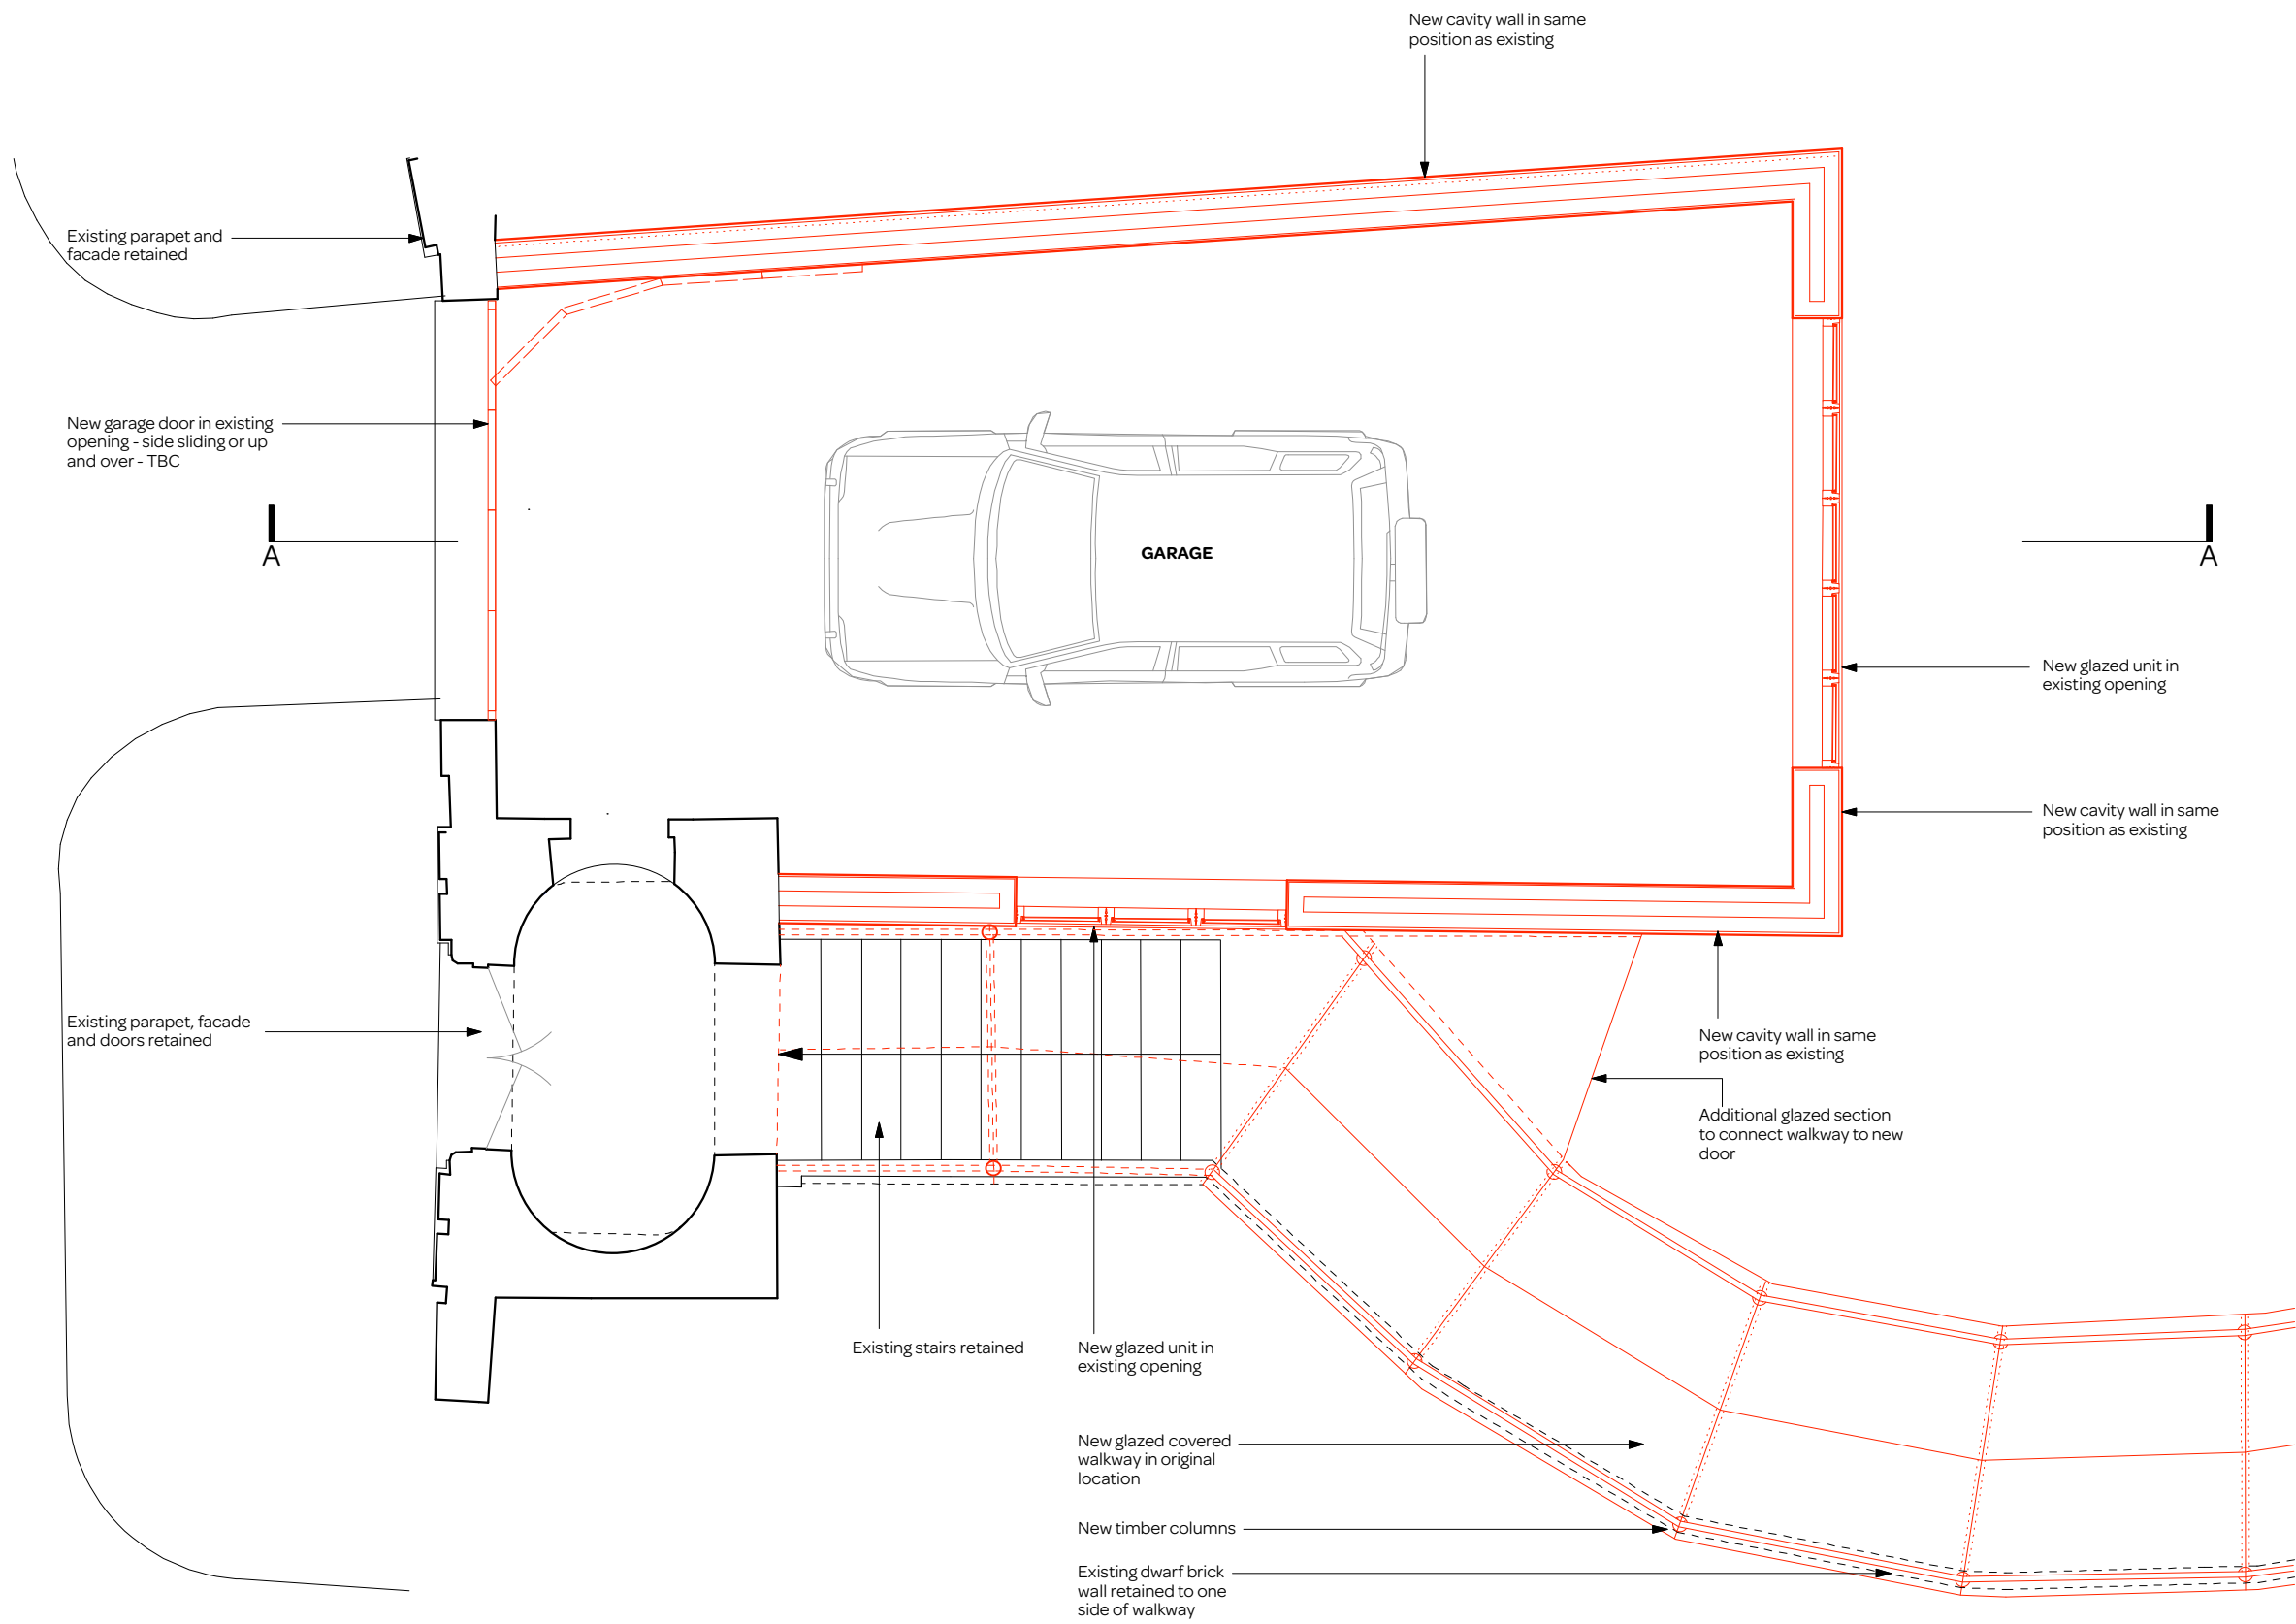 New cavity wall in same
position as existing
Existing parapet and
facade retained
New garage door in existing
opening - side sliding or up
and over - TBC
A
GARAGE
A
New glazed unit in
existing opening
New cavity wall in same
position as existing
Existing parapet, facade
and doors retained
New cavity wall in same
position as existing
Additional glazed section
to connect walkway to new
door
Existing stairs retained
New glazed unit in
existing opening
New glazed covered
walkway in original
location
New timber columns
Existing dwarf brick
wall retained to one
side of walkway